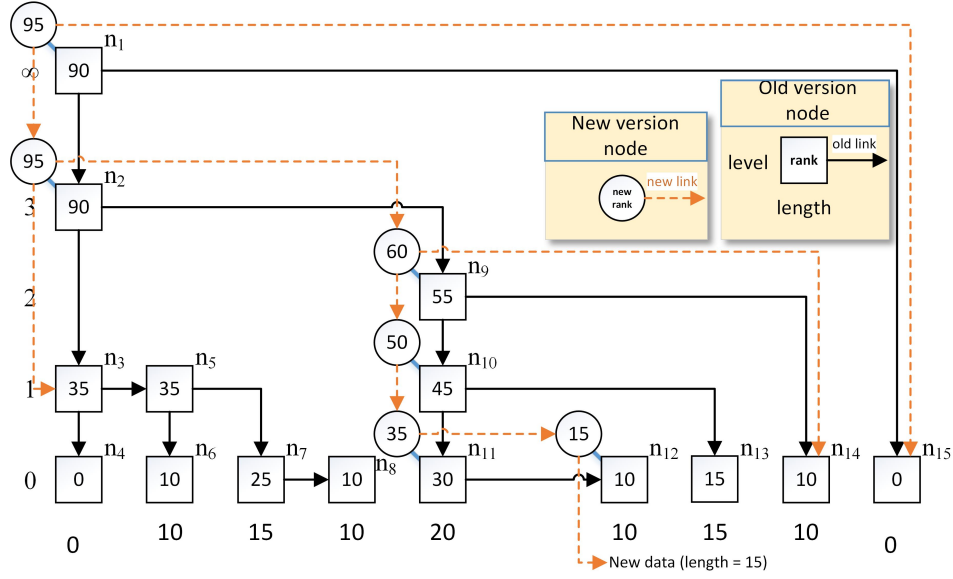 95
n1
∞
90
95
n2
3
90
New version
node
new
rank
new link
Old version
node
level
rank
old link
length
60
n9
2
55
50
n3
n5
n10
1
35
35
45
35
15
n4
n6
n7
n8
n11
n12
n13
n14
n15
0
0
10
25
10
30
10
15
10
0
0
10
15
10
20
10
15
10
0
New data (length = 15)